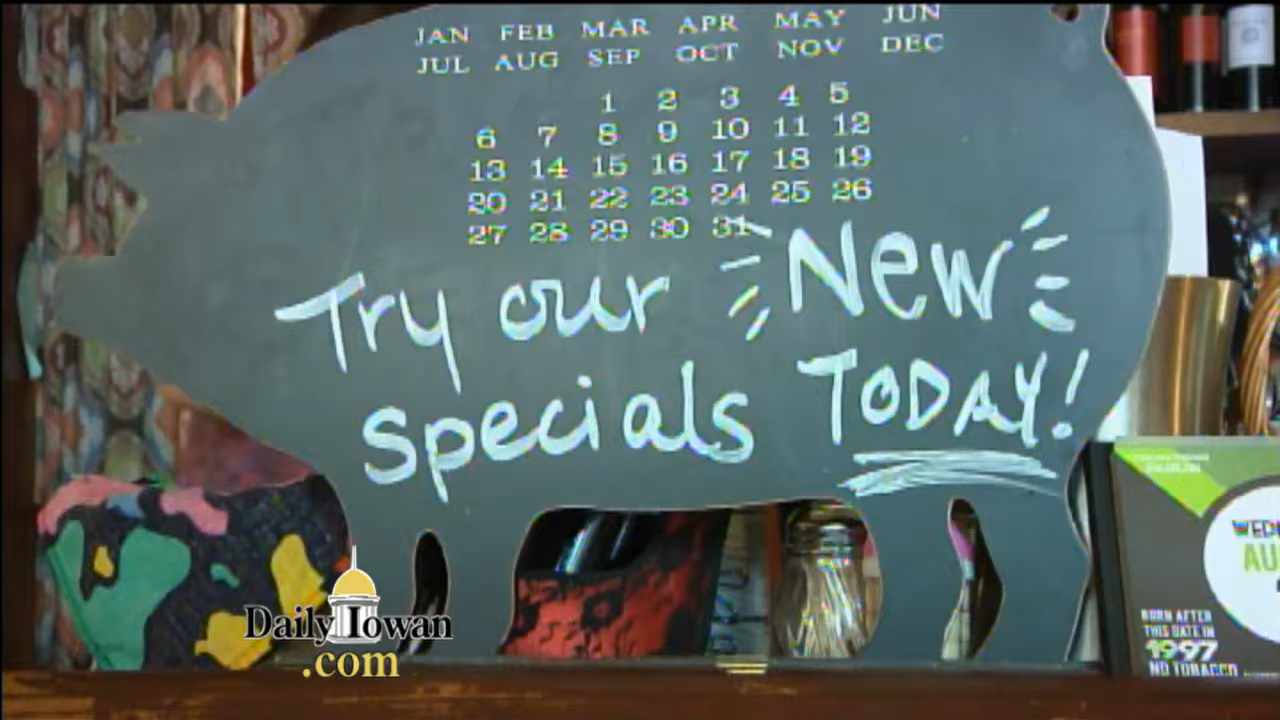 JAN FEB MAR APR MAY JUN
JUL AUG SEP OCT NOV DEC
1 2 3 4 5
6 7 8 9 10 11 12
13 14 15 16 17 18 19
20 21 22 23 24 25 26
27 28 29 30 31
Try our New
specials TODAY!
Daily Iowan
.com
BORN AFTER
THIS DATE IN
1997
NO TOBACCO